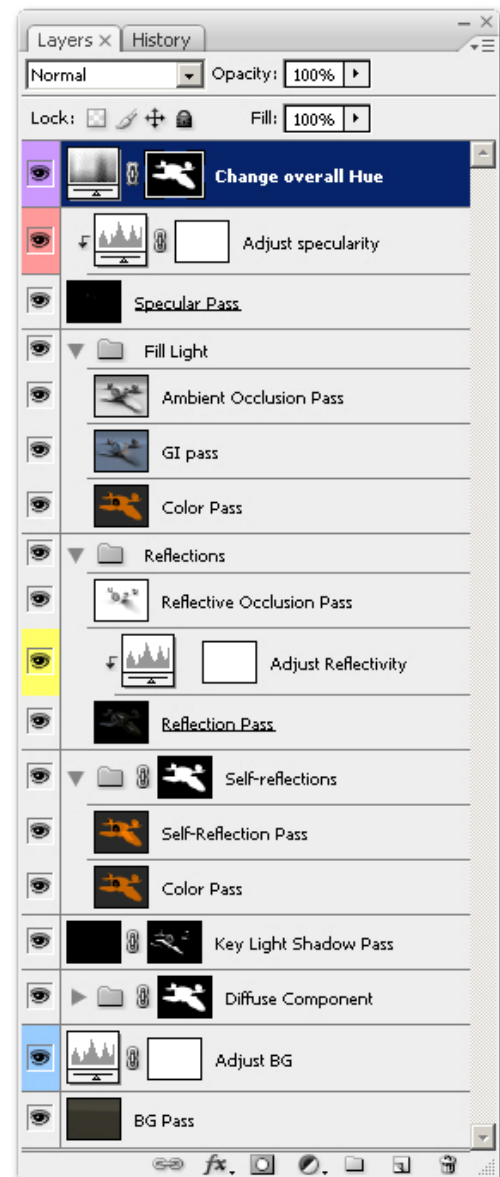 Layers × History
Normal Opacity: 100%
Lock: Fill: 100%
Change overall Hue
Adjust specularity
Specular Pass
Fill Light
Ambient Occlusion Pass
GI pass
Color Pass
Reflections
Reflective Occlusion Pass
Adjust Reflectivity
Reflection Pass
Self-reflections
Self-Reflection Pass
Color Pass
Key Light Shadow Pass
Diffuse Component
Adjust BG
BG Pass
fx.